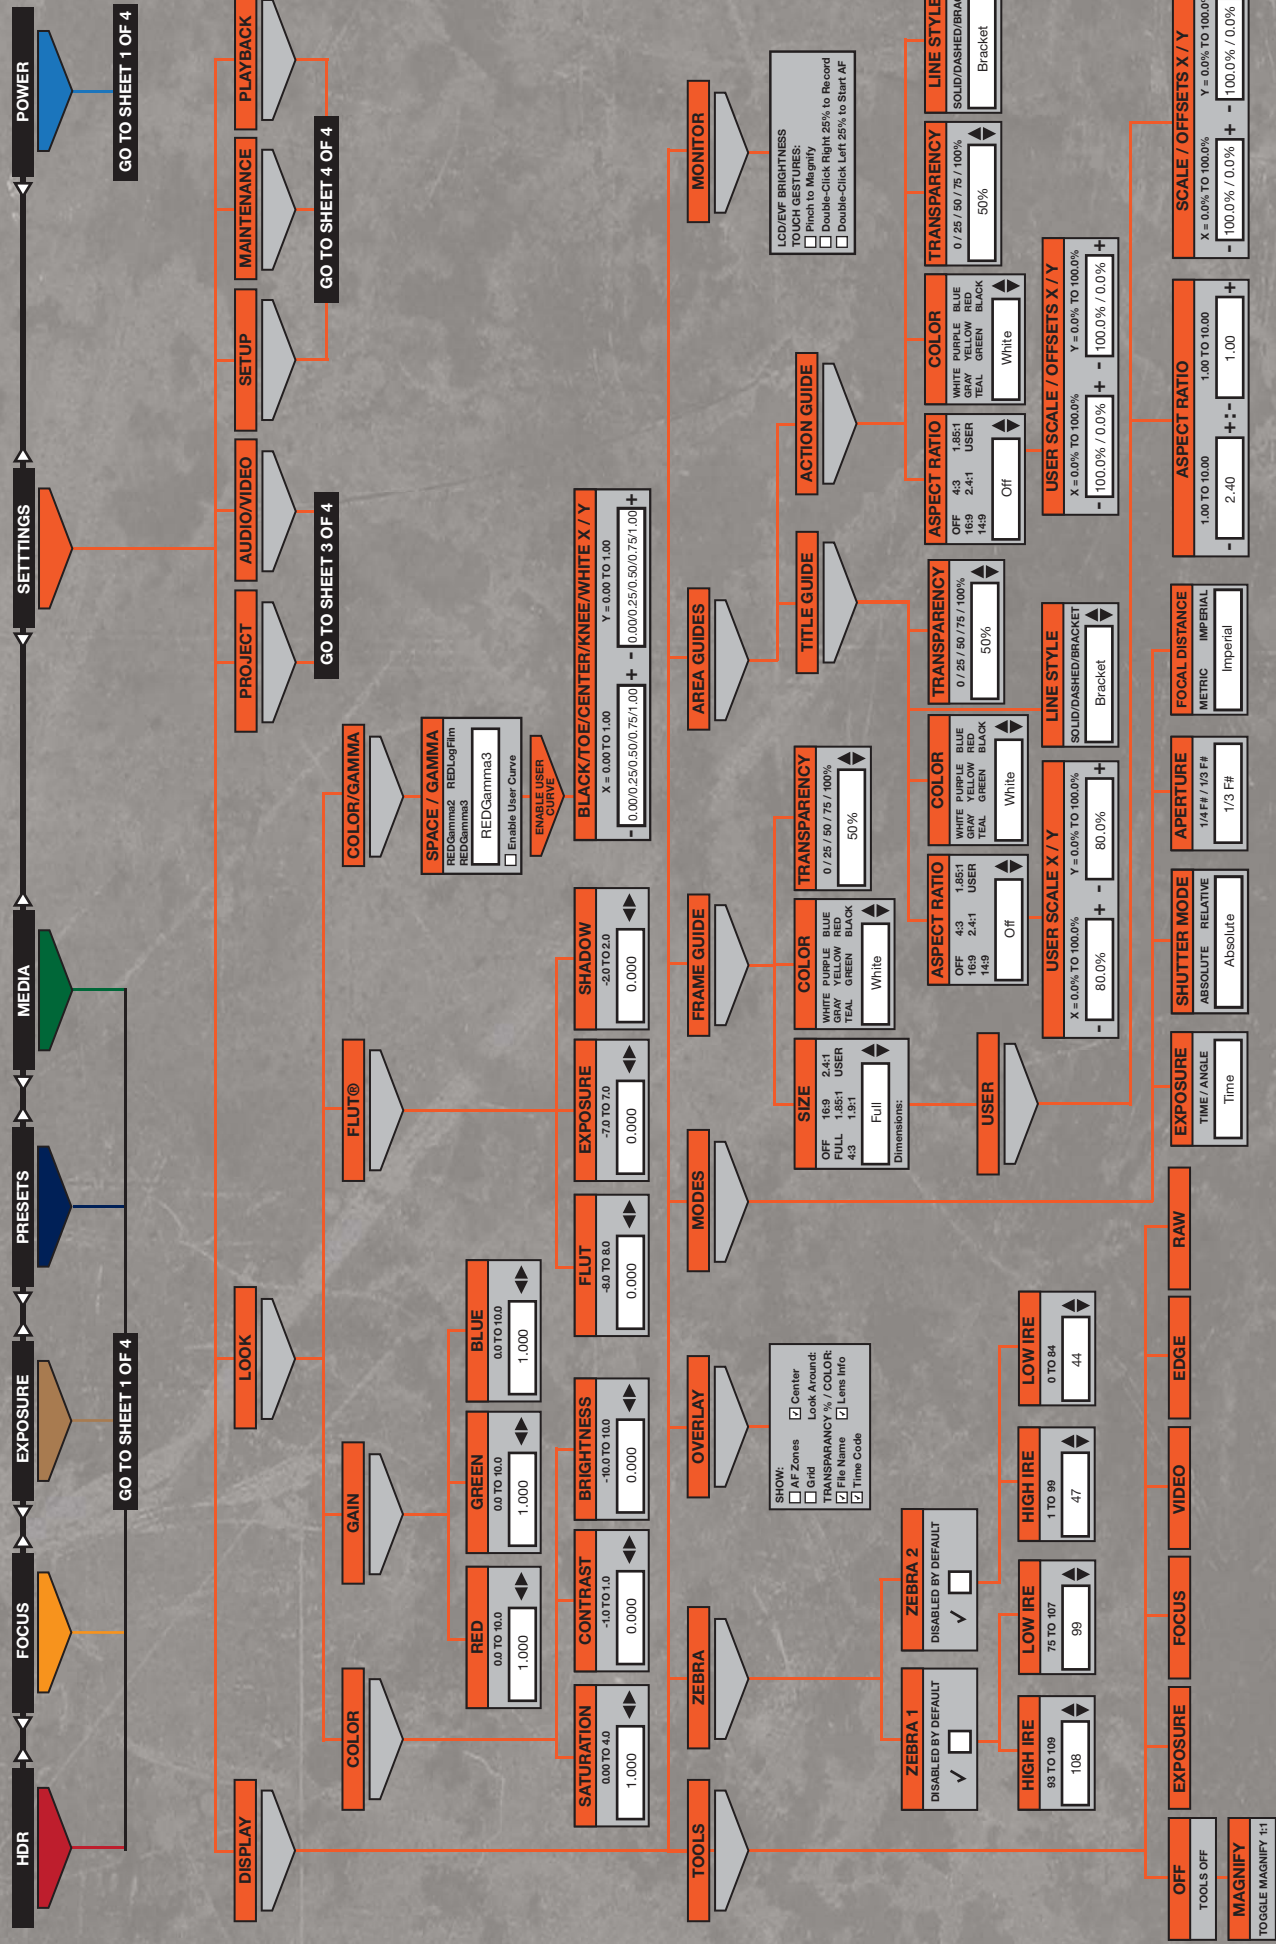 HDR
FOCUS
EXPOSURE
PRESETS
MEDIA
SETTTINGS
POWER
GO TO SHEET 1 OF 4
GO TO SHEET 1 OF 4
DISPLAY
LOOK
PROJECT
AUDIO/VIDEO
SETUP
MAINTENANCE
PLAYBACK
GO TO SHEET 3 OF 4
GO TO SHEET 4 OF 4
COLOR
GAIN
FLUT®
COLOR/GAMMA
SPACE / GAMMA
REDGamma2 REDLogFilm
REDGamma3
REDGamma3
Enable User Curve
ENABLE USER
CURVE
RED
0.0 TO 10.0
1.000
GREEN
0.0 TO 10.0
1.000
BLUE
0.0 TO 10.0
1.000
SATURATION
0.00 TO 4.0
1.000
CONTRAST
-1.0 TO 1.0
0.000
BRIGHTNESS
-10.0 TO 10.0
0.000
FLUT
-8.0 TO 8.0
0.000
EXPOSURE
-7.0 TO 7.0
0.000
SHADOW
-2.0 TO 2.0
0.000
BLACK/TOE/CENTER/KNEE/WHITE X / Y
X = 0.00 TO 1.00 Y = 0.00 TO 1.00
- 0.00/0.25/0.50/0.75/1.00 + - 0.00/0.25/0.50/0.75/1.00 +
TOOLS
ZEBRA
OVERLAY
MODES
FRAME GUIDE
AREA GUIDES
MONITOR
SHOW:
AF Zones ✓ Center
Grid Look Around:
TRANSPARANCY % / COLOR:
✓ File Name ✓ Lens Info
✓ Time Code
LCD/EVF BRIGHTNESS
TOUCH GESTURES:
Pinch to Magnify
Double-Click Right 25% to Record
Double-Click Left 25% to Start AF
SIZE
OFF 16:9 2.4:1
FULL 1.85:1 USER
4:3 1.9:1
Full
Dimensions:
COLOR
WHITE PURPLE BLUE
GRAY YELLOW RED
TEAL GREEN BLACK
White
TRANSPARENCY
0 / 25 / 50 / 75 / 100%
50%
TITLE GUIDE
ACTION GUIDE
ZEBRA 1
DISABLED BY DEFAULT
✓
ZEBRA 2
DISABLED BY DEFAULT
✓
ASPECT RATIO
OFF 4:3 1.85:1
16:9 2.4:1 USER
14:9
Off
COLOR
WHITE PURPLE BLUE
GRAY YELLOW RED
TEAL GREEN BLACK
White
TRANSPARENCY
0 / 25 / 50 / 75 / 100%
50%
ASPECT RATIO
OFF 4:3 1.85:1
16:9 2.4:1 USER
14:9
Off
COLOR
WHITE PURPLE BLUE
GRAY YELLOW RED
TEAL GREEN BLACK
White
TRANSPARENCY
0 / 25 / 50 / 75 / 100%
50%
LINE STYLE
SOLID/DASHED/BRAC
Bracket
HIGH IRE
93 TO 109
108
LOW IRE
75 TO 107
99
HIGH IRE
1 TO 99
47
LOW IRE
0 TO 84
44
USER
USER SCALE X / Y
X = 0.0% TO 100.0% Y = 0.0% TO 100.0%
- 80.0% + - 80.0% +
LINE STYLE
SOLID/DASHED/BRACKET
Bracket
USER SCALE / OFFSETS X / Y
X = 0.0% TO 100.0% Y = 0.0% TO 100.0%
- 100.0% / 0.0% + - 100.0% / 0.0% +
OFF
TOOLS OFF
EXPOSURE
FOCUS
VIDEO
EDGE
RAW
EXPOSURE
TIME / ANGLE
Time
SHUTTER MODE
ABSOLUTE RELATIVE
Absolute
APERTURE
1/4 F# / 1/3 F#
1/3 F#
FOCAL DISTANCE
METRIC IMPERIAL
Imperial
ASPECT RATIO
1.00 TO 10.00 1.00 TO 10.00
- 2.40 +:- 1.00 +
SCALE / OFFSETS X / Y
X = 0.0% TO 100.0% Y = 0.0% TO 100.0%
- 100.0% / 0.0% + - 100.0% / 0.0%
MAGNIFY
TOGGLE MAGNIFY 1:1